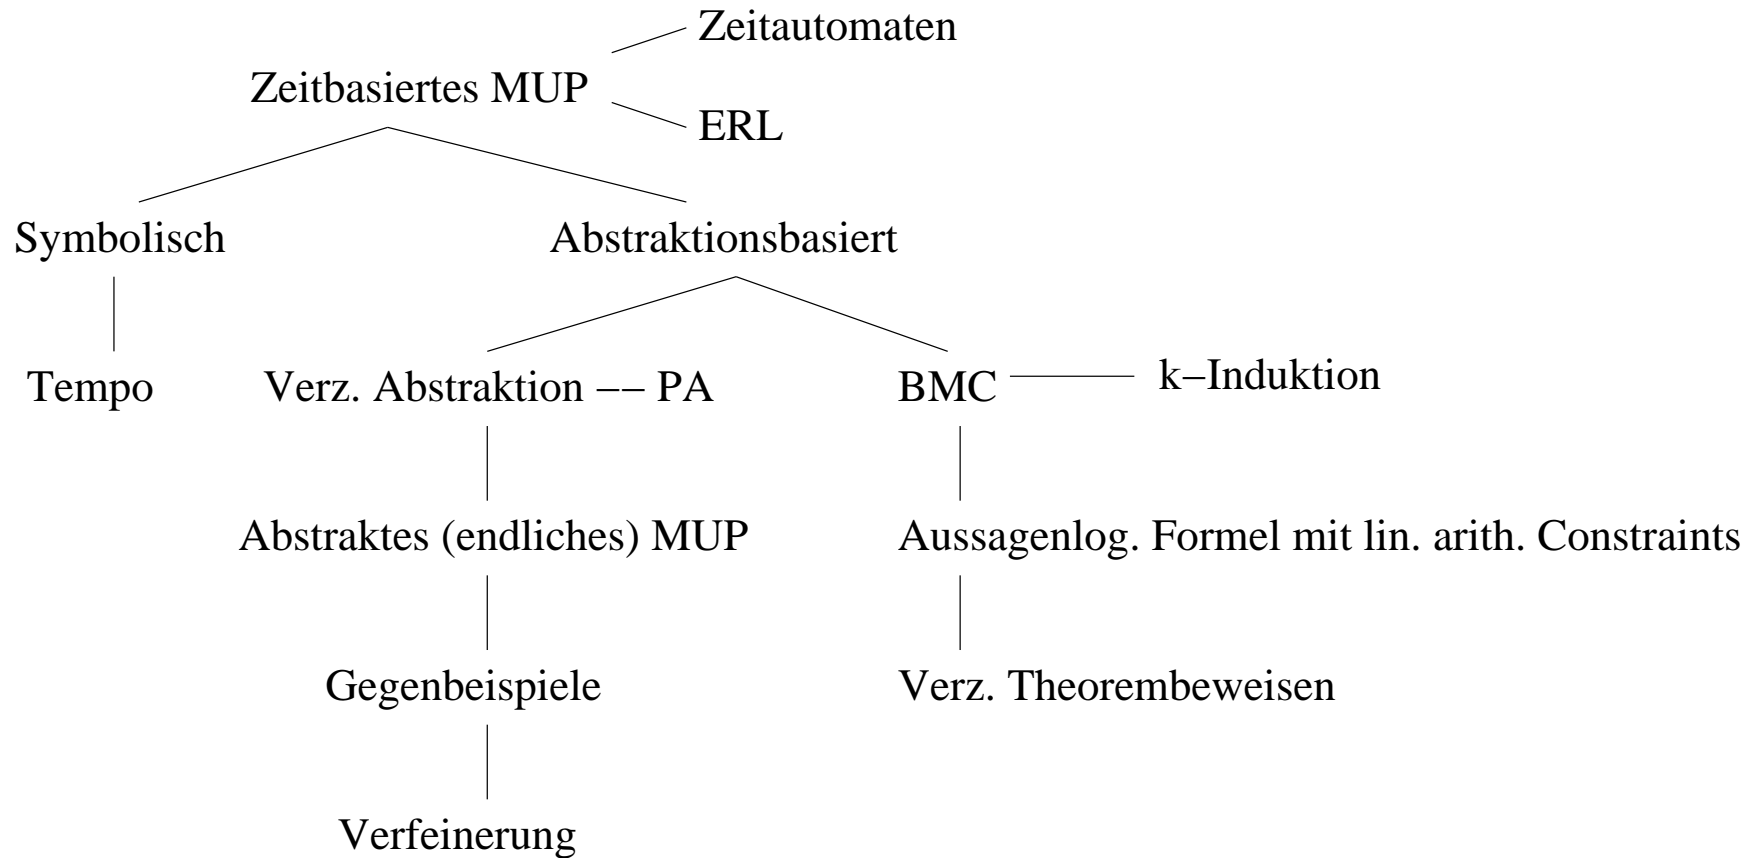 Zeitautomaten
Zeitbasiertes MUP
ERL
Symbolisch
Abstraktionsbasiert
Tempo
Verz. Abstraktion −− PA
BMC
k−Induktion
Abstraktes (endliches) MUP
Aussagenlog. Formel mit lin. arith. Constraints
Gegenbeispiele
Verz. Theorembeweisen
Verfeinerung